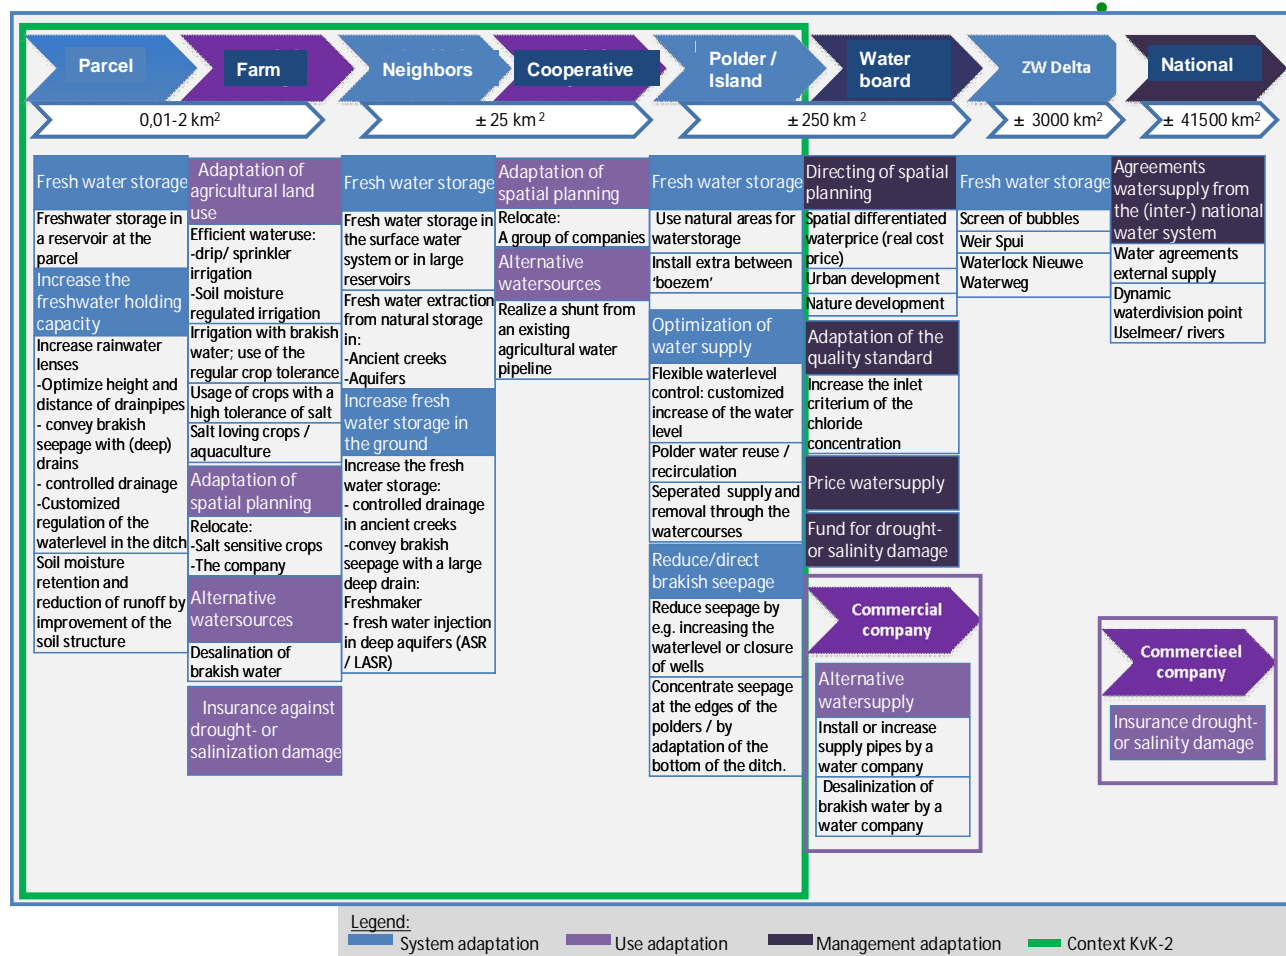 Parcel
Farm
Neighbors
Cooperative
Polder /
Island
Water
board
ZW Delta
National
0,01-2 km²
± 25 km²
± 250 km²
± 3000 km²
± 41500 km²
Fresh water storage
Freshwater storage in
a reservoir at the
parcel
Increase the
freshwater holding
capacity
Increase rainwater
lenses
-Optimize height and
distance of drainpipes
- convey brakish
seepage with (deep)
drains
- controlled drainage
-Customized
regulation of the
waterlevel in the ditch
Soil moisture
retention and
reduction of runoff by
improvement of the
soil structure
Adaptation of
agricultural land
use
Efficient wateruse:
-drip/ sprinkler
irrigation
-Soil moisture
regulated irrigation
Irrigation with brakish
water; use of the
regular crop tolerance
Usage of crops with a
high tolerance of salt
Salt loving crops /
aquaculture
Adaptation of
spatial planning
Relocate:
-Salt sensitive crops
-The company
Alternative
watersources
Desalination of
brakish water
Insurance against
drought- or
salinization damage
Fresh water storage
Fresh water storage in
the surface water
system or in large
reservoirs
Fresh water extraction
from natural storage
in:
-Ancient creeks
-Aquifers
Increase fresh
water storage in
the ground
Increase the fresh
water storage:
- controlled drainage
in ancient creeks
-convey brakish
seepage with a large
deep drain:
Freshmaker
- fresh water injection
in deep aquifers (ASR
/ LASR)
Adaptation of
spatial planning
Relocate:
A group of companies
Alternative
watersources
Realize a shunt from
an existing
agricultural water
pipeline
Fresh water storage
Use natural areas for
waterstorage
Install extra between
‘boezem’
Optimization of
water supply
Flexible waterlevel
control: customized
increase of the water
level
Polder water reuse /
recirculation
Seperated supply and
removal through the
watercourses
Reduce/direct
brakish seepage
Reduce seepage by
e.g. increasing the
waterlevel or closure
of wells
Concentrate seepage
at the edges of the
polders / by
adaptation of the
bottom of the ditch.
Directing of spatial
planning
Spatial differentiated
waterprice (real cost
price)
Urban development
Nature development
Adaptation of the
quality standard
Increase the inlet
criterium of the
chloride
concentration
Price watersupply
Fund for drought-
or salinity damage
Commercial
company
Alternative
watersupply
Install or increase
supply pipes by a
water company
Desalinization of
brakish water by a
water company
Fresh water storage
Screen of bubbles
Weir Spui
Waterlock Nieuwe
Waterweg
Agreements
watersupply from
the (inter-) national
water system
Water agreements
external supply
Dynamic
waterdivision point
IJselmeer/ rivers
Commercieel
company
Insurance drought-
or salinity damage
Legend:
System adaptation
Use adaptation
Management adaptation
Context KvK-2